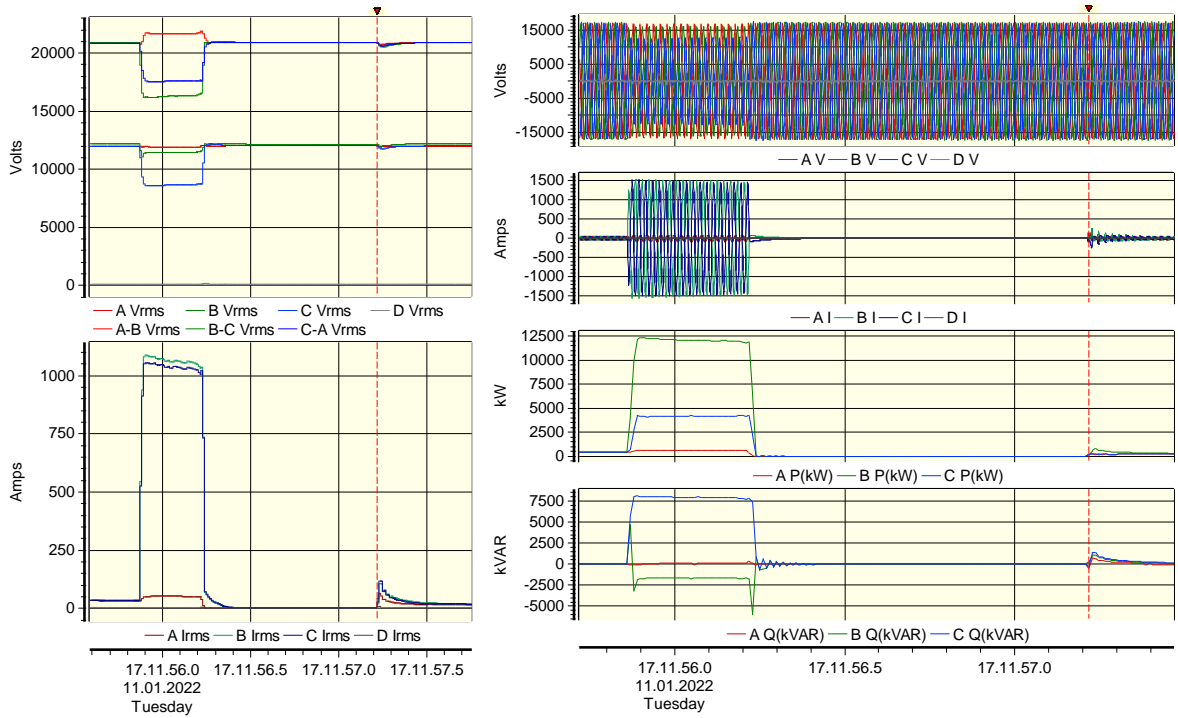 20000
15000
10000
5000
0
Volts
A Vrms B Vrms C Vrms D Vrms
A-B Vrms B-C Vrms C-A Vrms
1000
750
500
250
0
Amps
A Irms B Irms C Irms D Irms
17.11.56.0 17.11.56.5 17.11.57.0 17.11.57.5
11.01.2022
Tuesday
15000
5000
-5000
-15000
Volts
A V B V C V D V
1500
1000
500
0
-500
-1000
-1500
Amps
A I B I C I D I
12500
10000
7500
5000
2500
0
kW
A P(kW) B P(kW) C P(kW)
7500
5000
2500
0
-2500
-5000
kVAR
A Q(kVAR) B Q(kVAR) C Q(kVAR)
17.11.56.0 17.11.56.5 17.11.57.0
11.01.2022
Tuesday